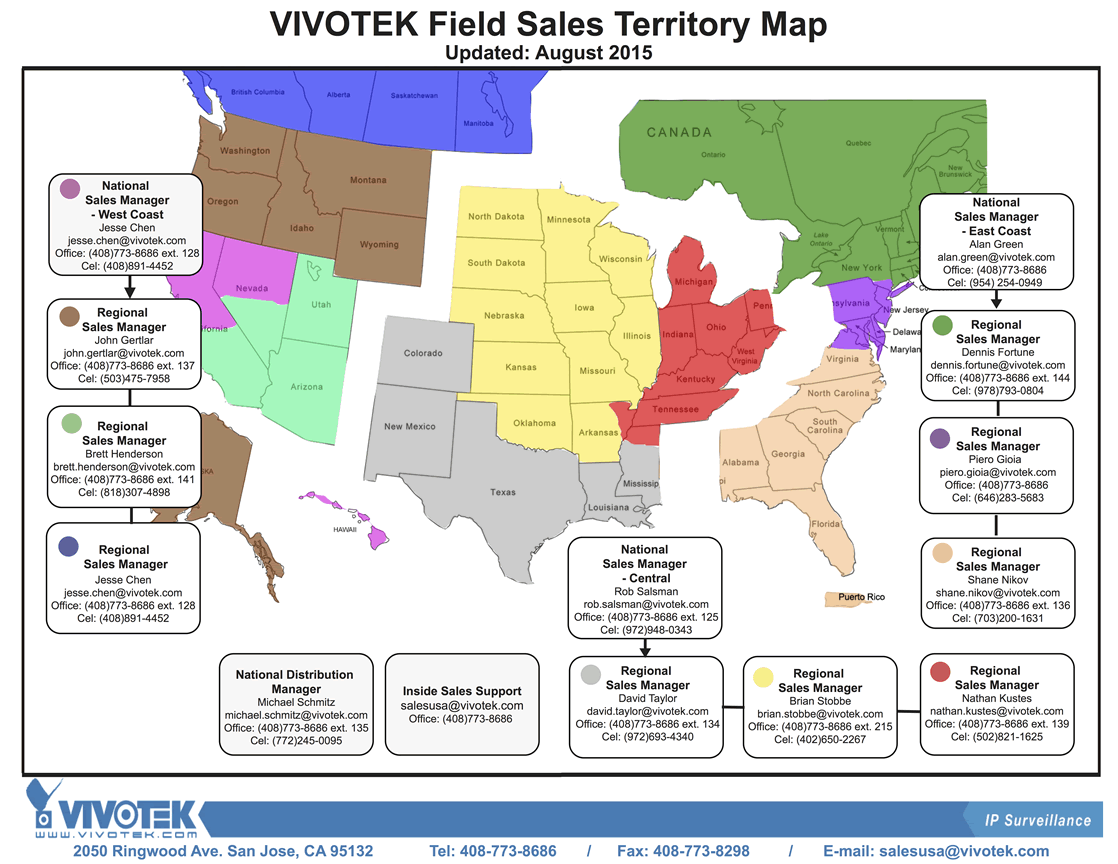 VIVOTEK Field Sales Territory Map
Updated: August 2015
British Columbia
Alberta
Saskatchewan
Manitoba
CANADA
Ontario
Quebec
New
Brunswick
Washington
Montana
Oregon
Idaho
Wyoming
Nevada
Utah
ifornia
Arizona
North Dakota
Minnesota
South Dakota
Wisconsin
Nebraska
Iowa
Illinois
Kansas
Missouri
Oklahoma
Arkansas
Colorado
New Mexico
Texas
Louisiana
Mississip
Michigan
Indiana
Ohio
Penn
West
Virginia
Kentucky
Tennessee
Lake
Ontario
Vermont
New York
Co
nsylvania
New Jersey
Delawa
Marylan
Virginia
North Carolina
South
Carolina
Georgia
Alabama
pi
Florida
Puerto Rico
SKA
HAWAII
National
Sales Manager
- West Coast
Jesse Chen
jesse.chen@vivotek.com
Office: (408)773-8686 ext. 128
Cel: (408)891-4452
Regional
Sales Manager
John Gertlar
john.gertlar@vivotek.com
Office: (408)773-8686 ext. 137
Cel: (503)475-7958
Regional
Sales Manager
Brett Henderson
brett.henderson@vivotek.com
Office: (408)773-8686 ext. 141
Cel: (818)307-4898
Regional
Sales Manager
Jesse Chen
jesse.chen@vivotek.com
Office: (408)773-8686 ext. 128
Cel: (408)891-4452
National
Sales Manager
- East Coast
Alan Green
alan.green@vivotek.com
Office: (408)773-8686
Cel: (954) 254-0949
Regional
Sales Manager
Dennis Fortune
dennis.fortune@vivotek.com
Office: (408)773-8686 ext. 144
Cel: (978)793-0804
Regional
Sales Manager
Piero Gioia
piero.gioia@vivotek.com
Office: (408)773-8686
Cel: (646)283-5683
Regional
Sales Manager
Shane Nikov
shane.nikov@vivotek.com
Office: (408)773-8686 ext. 136
Cel: (703)200-1631
National
Sales Manager
- Central
Rob Salsman
rob.salsman@vivotek.com
Office: (408)773-8686 ext. 125
Cel: (972)948-0343
National Distribution
Manager
Michael Schmitz
michael.schmitz@vivotek.com
Office: (408)773-8686 ext. 135
Cel: (772)245-0095
Inside Sales Support
salesusa@vivotek.com
Office: (408)773-8686
Regional
Sales Manager
David Taylor
david.taylor@vivotek.com
Office: (408)773-8686 ext. 134
Cel: (972)693-4340
Regional
Sales Manager
Brian Stobbe
brian.stobbe@vivotek.com
Office: (408)773-8686 ext. 215
Cel: (402)650-2267
Regional
Sales Manager
Nathan Kustes
nathan.kustes@vivotek.com
Office: (408)773-8686 ext. 139
Cel: (502)821-1625
VIVOTEK
www.vivotek.com
IP Surveillance
2050 Ringwood Ave. San Jose, CA 95132 Tel: 408-773-8686 / Fax: 408-773-8298 / E-mail: salesusa@vivotek.com